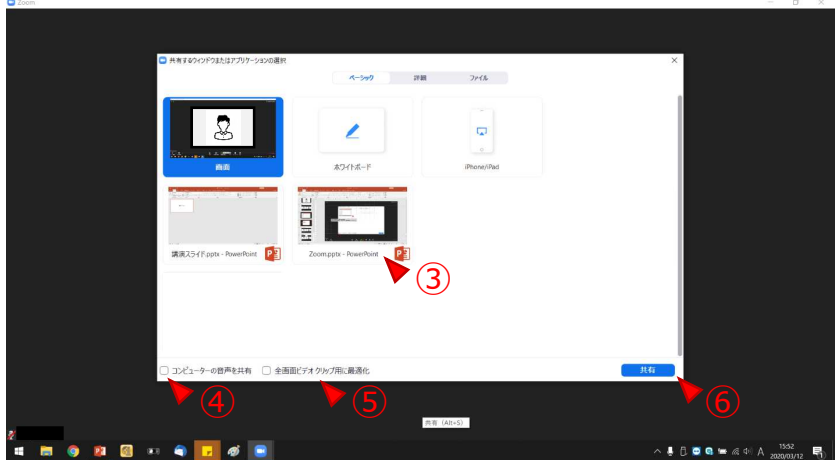 Zoom
共有するウィンドウまたはアプリケーションの選択
ベーシック 詳細 ファイル
画面 ホワイトボード iPhone/iPad
講演スライド.pptx - PowerPoint Zoom.pptx - PowerPoint
③
コンピューターの音声を共有 全画面ビデオ クリップ用に最適化 共有
④ ⑤ ⑥
共有 (Alt+S)
A 15:52
2020/03/12